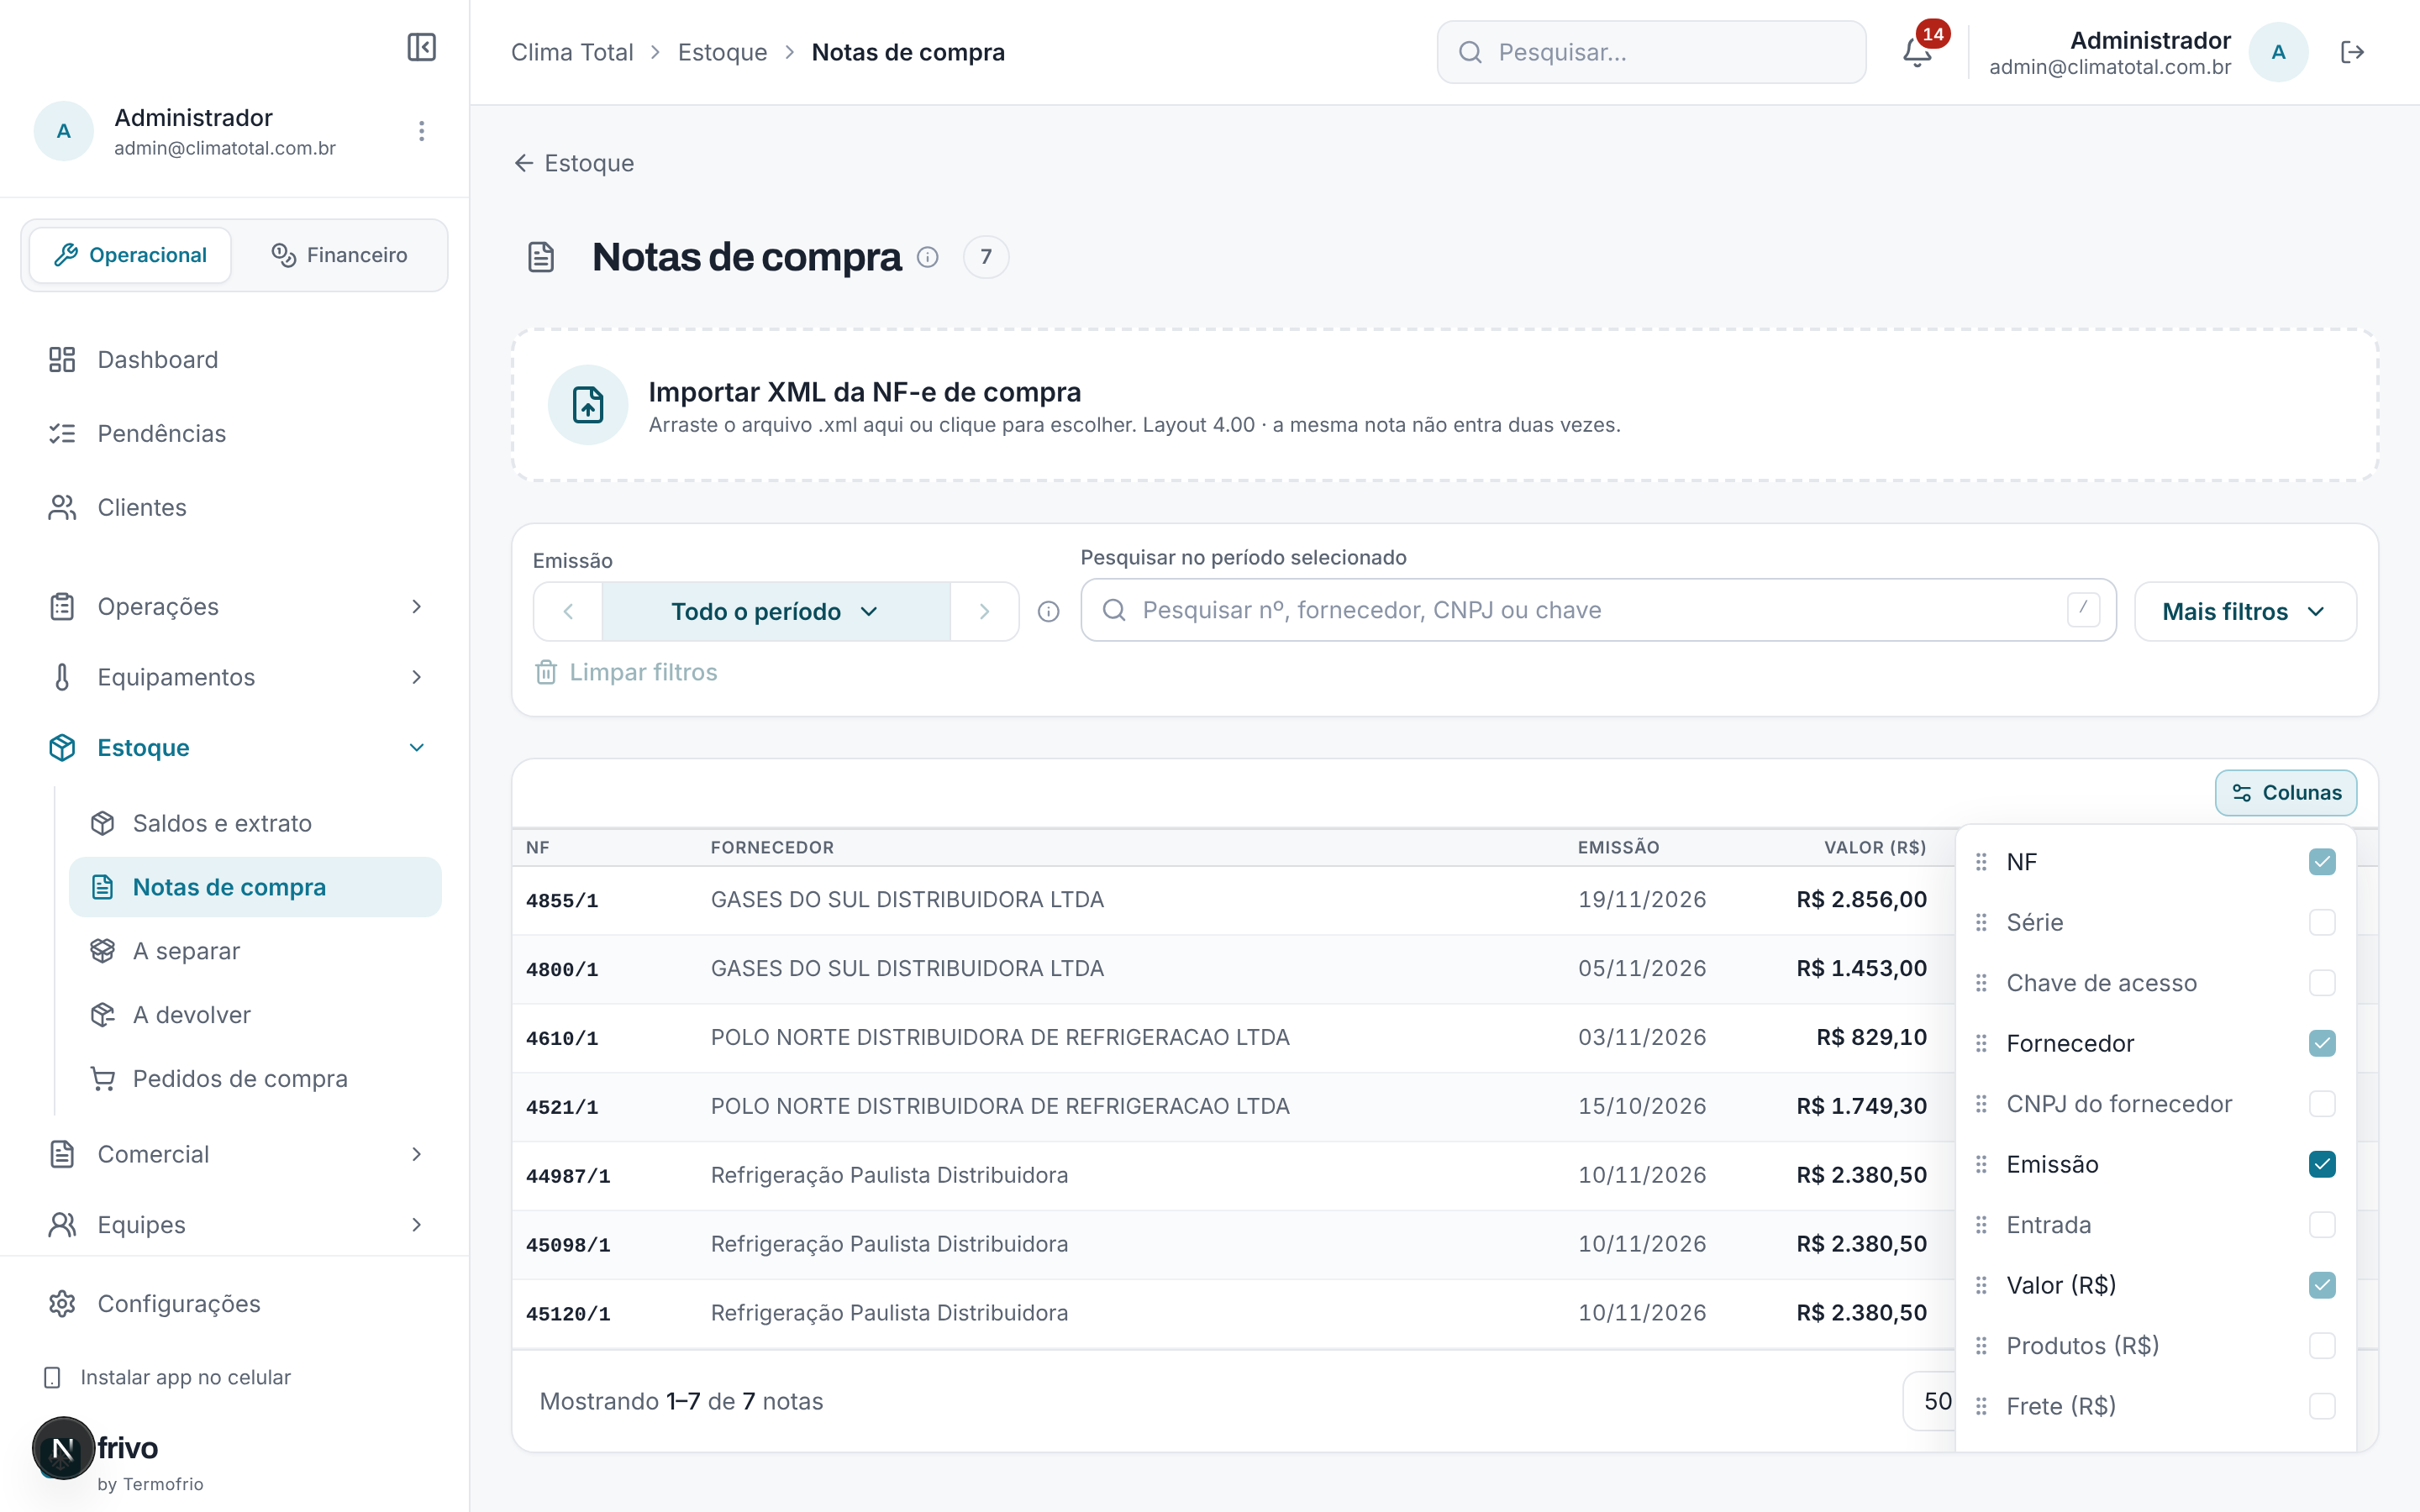 Clima Total > Estoque > Notas de compra
Pesquisar...
14
Administrador
admin@climatotal.com.br
A
A
Administrador
admin@climatotal.com.br
Operacional
Financeiro
Dashboard
Pendências
Clientes
Operações
Equipamentos
Estoque
Saldos e extrato
Notas de compra
A separar
A devolver
Pedidos de compra
Comercial
Equipes
Configurações
Instalar app no celular
N
frivo
by Termofrio
Estoque
Notas de compra
7
Importar XML da NF-e de compra
Arraste o arquivo .xml aqui ou clique para escolher. Layout 4.00 · a mesma nota não entra duas vezes.
Emissão
Todo o período
Pesquisar no período selecionado
Pesquisar nº, fornecedor, CNPJ ou chave
/
Mais filtros
Limpar filtros
Colunas
NF FORNECEDOR EMISSÃO VALOR (R$)
4855/1 GASES DO SUL DISTRIBUIDORA LTDA 19/11/2026 R$ 2.856,00
4800/1 GASES DO SUL DISTRIBUIDORA LTDA 05/11/2026 R$ 1.453,00
4610/1 POLO NORTE DISTRIBUIDORA DE REFRIGERACAO LTDA 03/11/2026 R$ 829,10
4521/1 POLO NORTE DISTRIBUIDORA DE REFRIGERACAO LTDA 15/10/2026 R$ 1.749,30
44987/1 Refrigeração Paulista Distribuidora 10/11/2026 R$ 2.380,50
45098/1 Refrigeração Paulista Distribuidora 10/11/2026 R$ 2.380,50
45120/1 Refrigeração Paulista Distribuidora 10/11/2026 R$ 2.380,50
Mostrando 1–7 de 7 notas
50
NF
Série
Chave de acesso
Fornecedor
CNPJ do fornecedor
Emissão
Entrada
Valor (R$)
Produtos (R$)
Frete (R$)